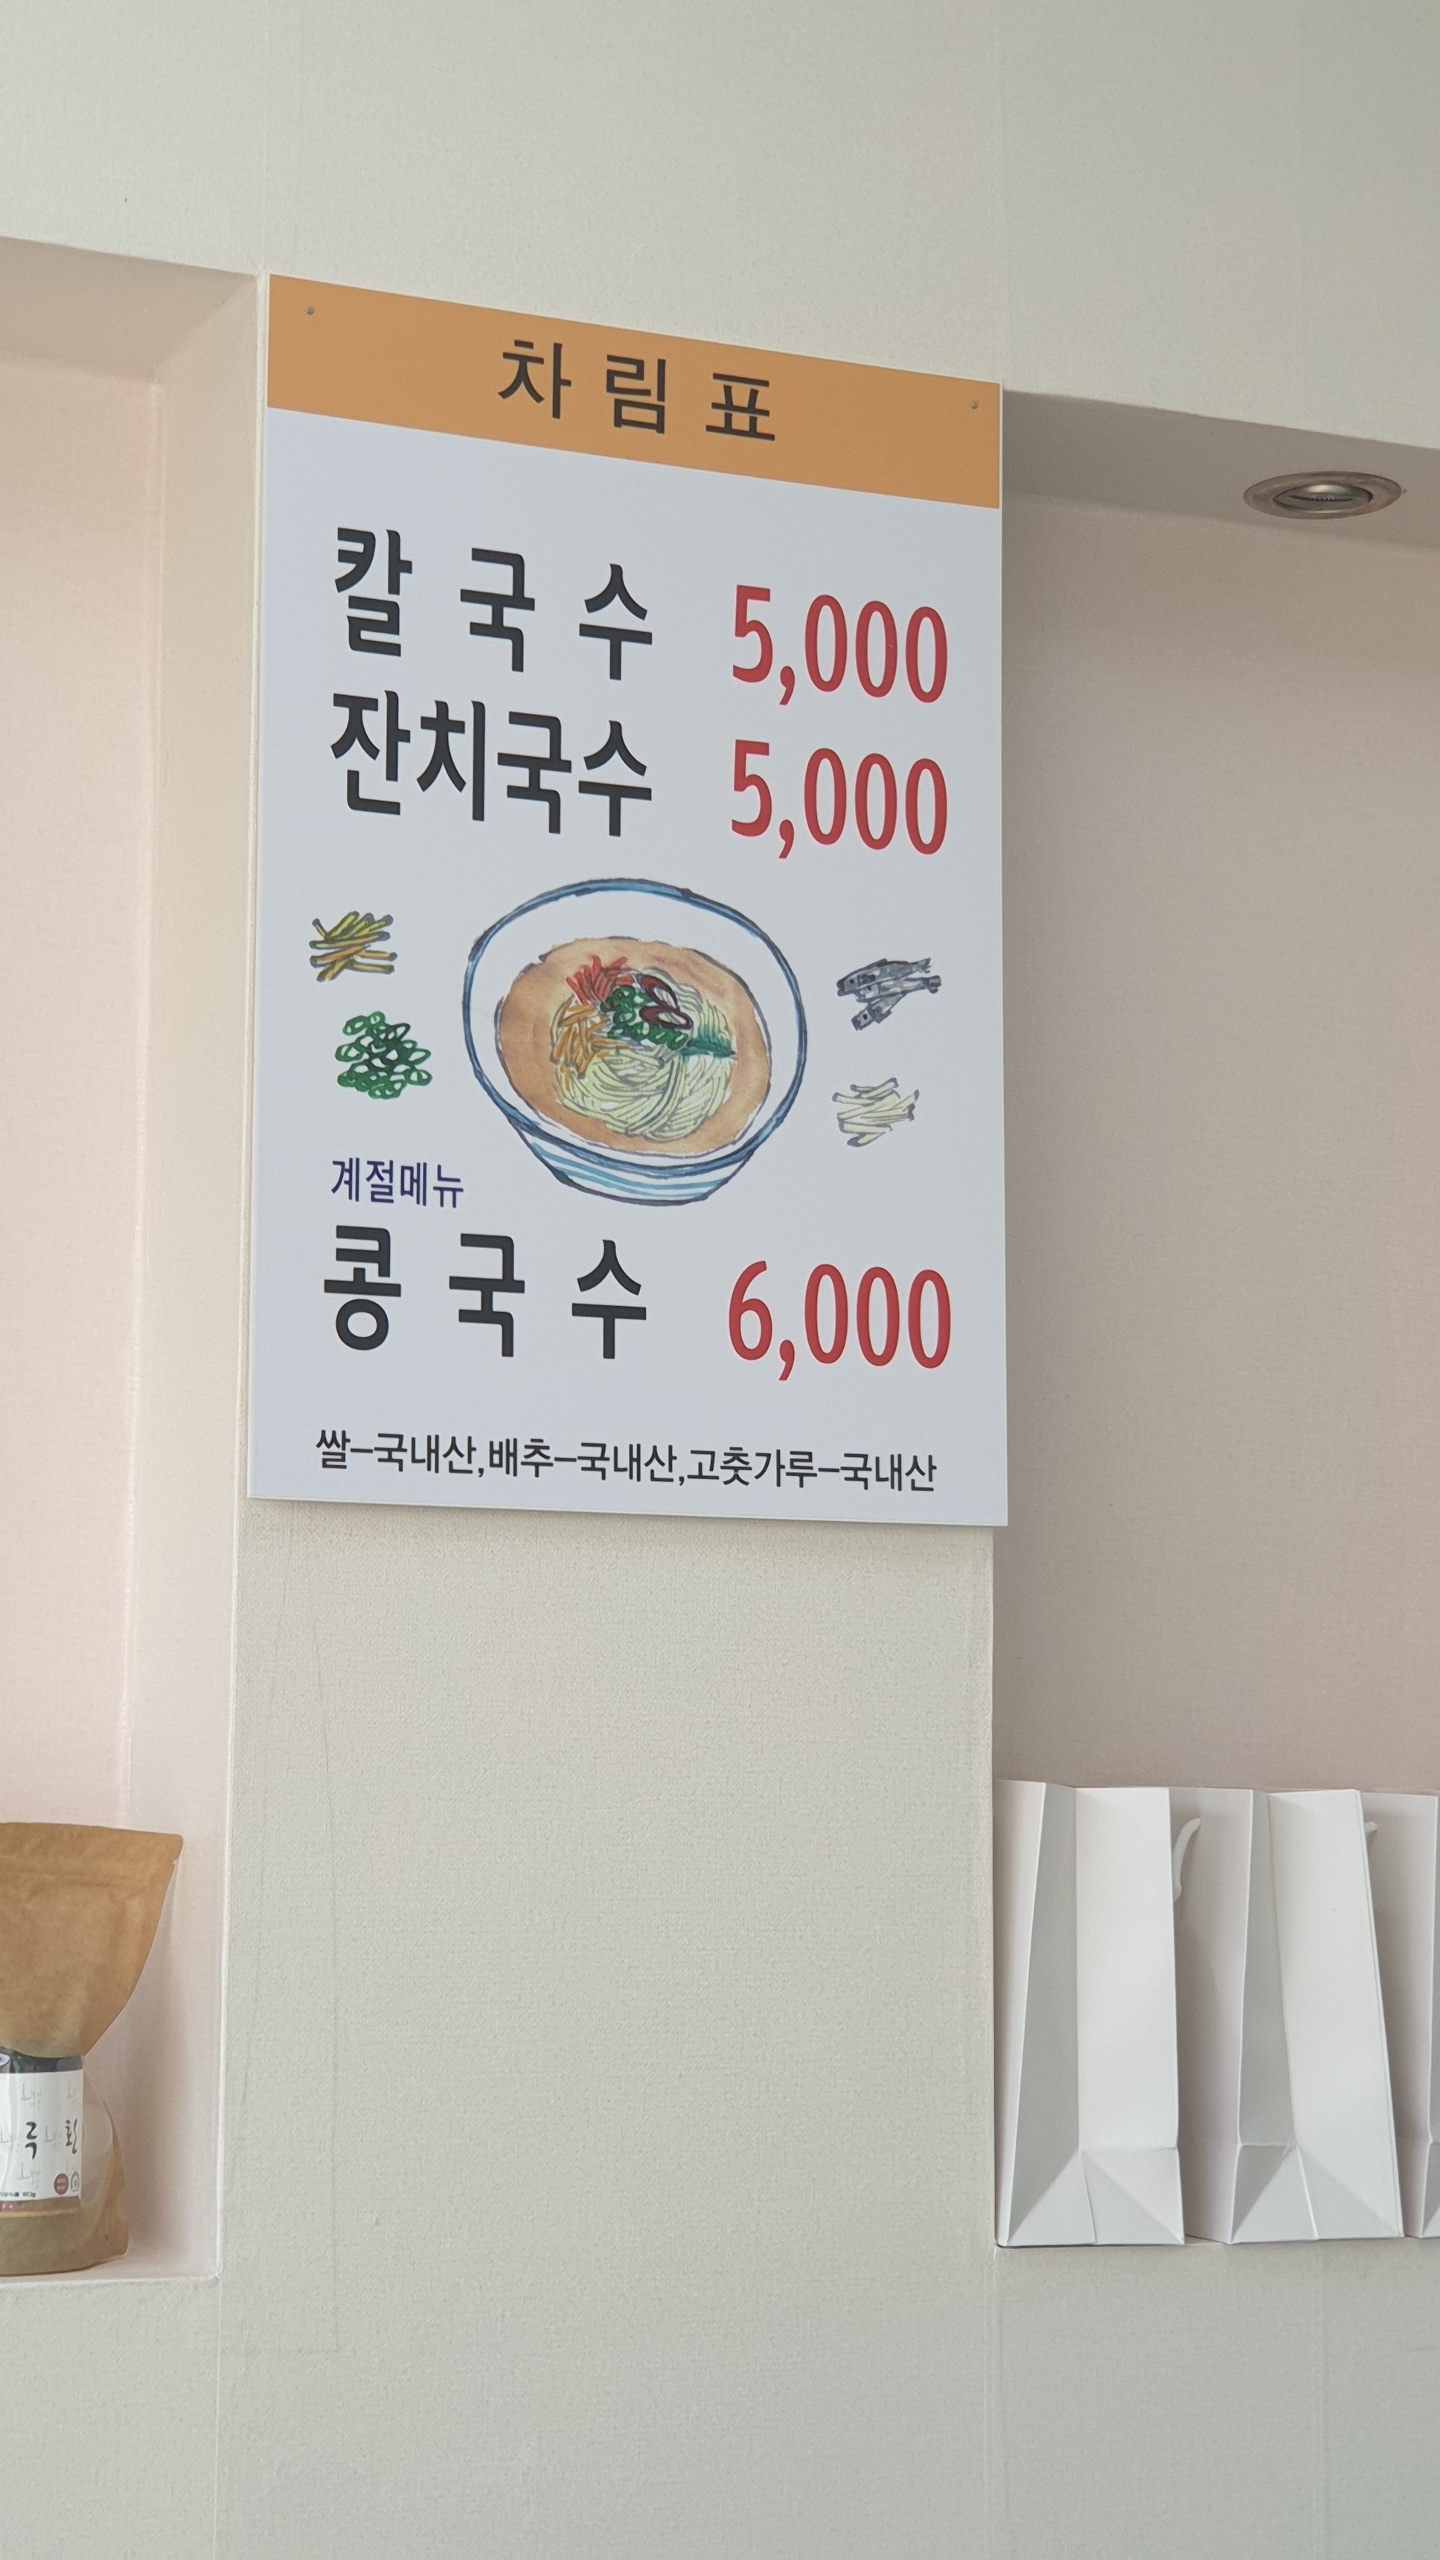 차림표
칼국수 5,000
잔치국수 5,000
계절메뉴
콩국수 6,000
쌀-국내산,배추-국내산,고춧가루-국내산